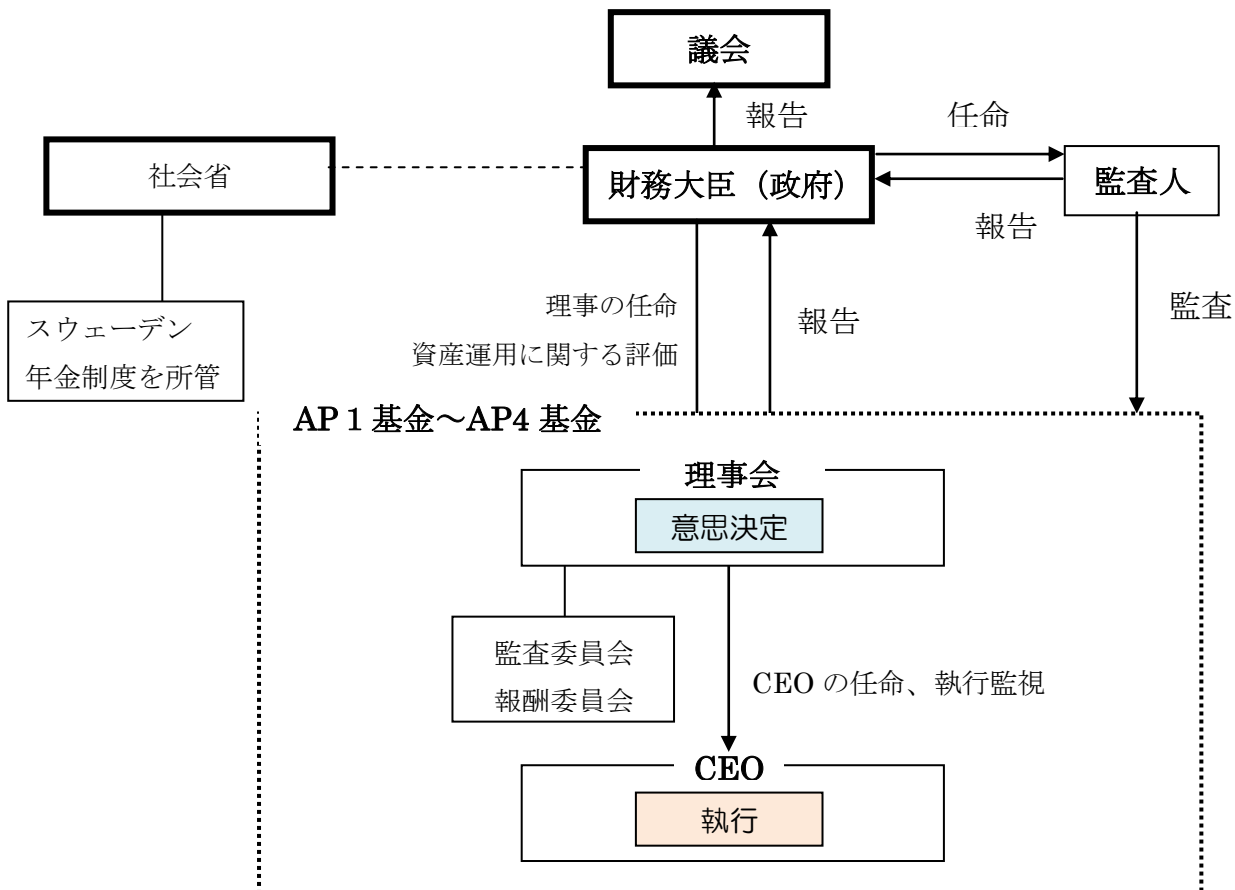 議会
報告
任命
社会省
財務大臣（政府）
監査人
報告
理事の任命
資産運用に関する評価
報告
監査
スウェーデン
年金制度を所管
AP 1 基金～AP4 基金
理事会
意思決定
監査委員会
報酬委員会
CEO の任命、執行監視
CEO
執行